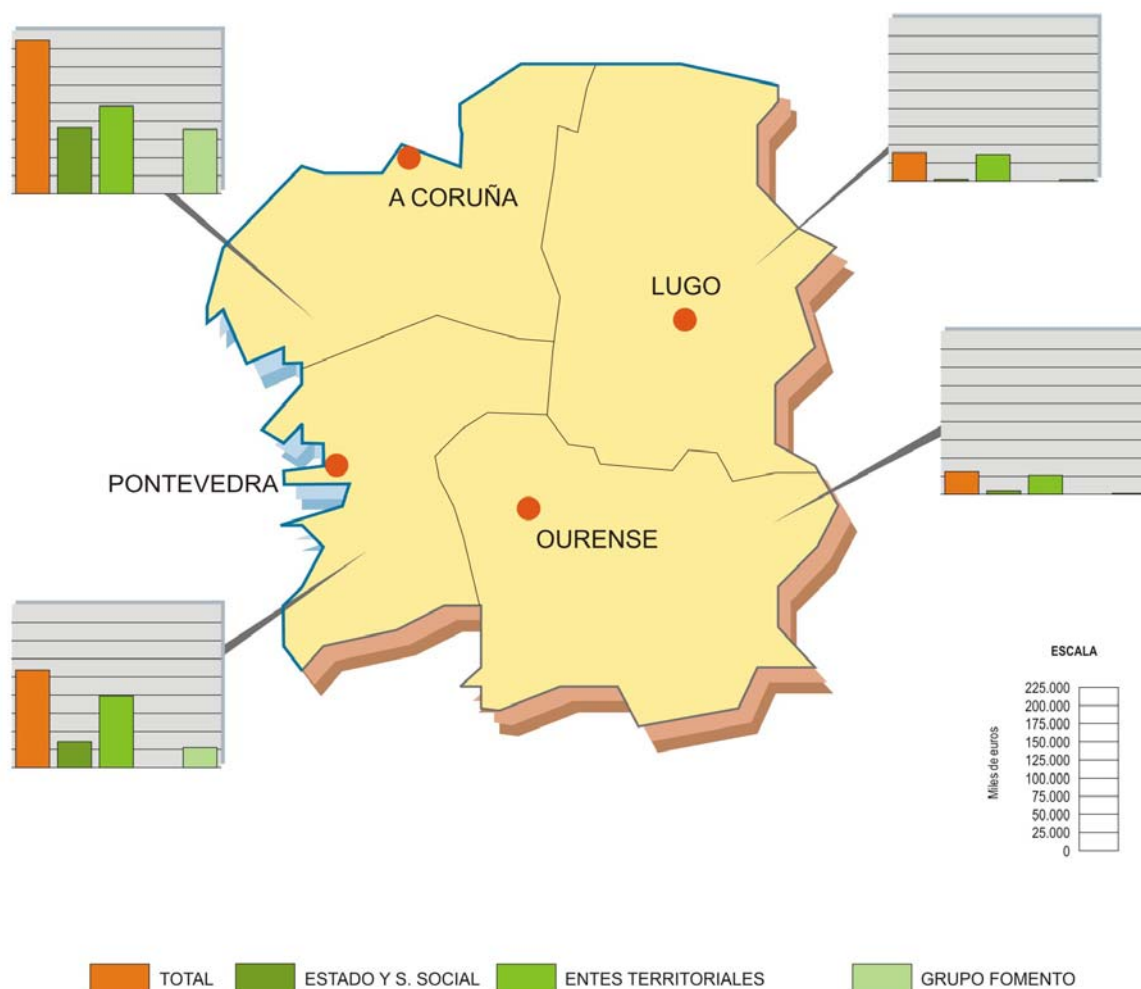 A CORUÑA
LUGO
PONTEVEDRA
OURENSE
ESCALA
Miles de euros
225.000
200.000
175.000
150.000
125.000
100.000
75.000
50.000
25.000
0
TOTAL
ESTADO Y S. SOCIAL
ENTES TERRITORIALES
GRUPO FOMENTO